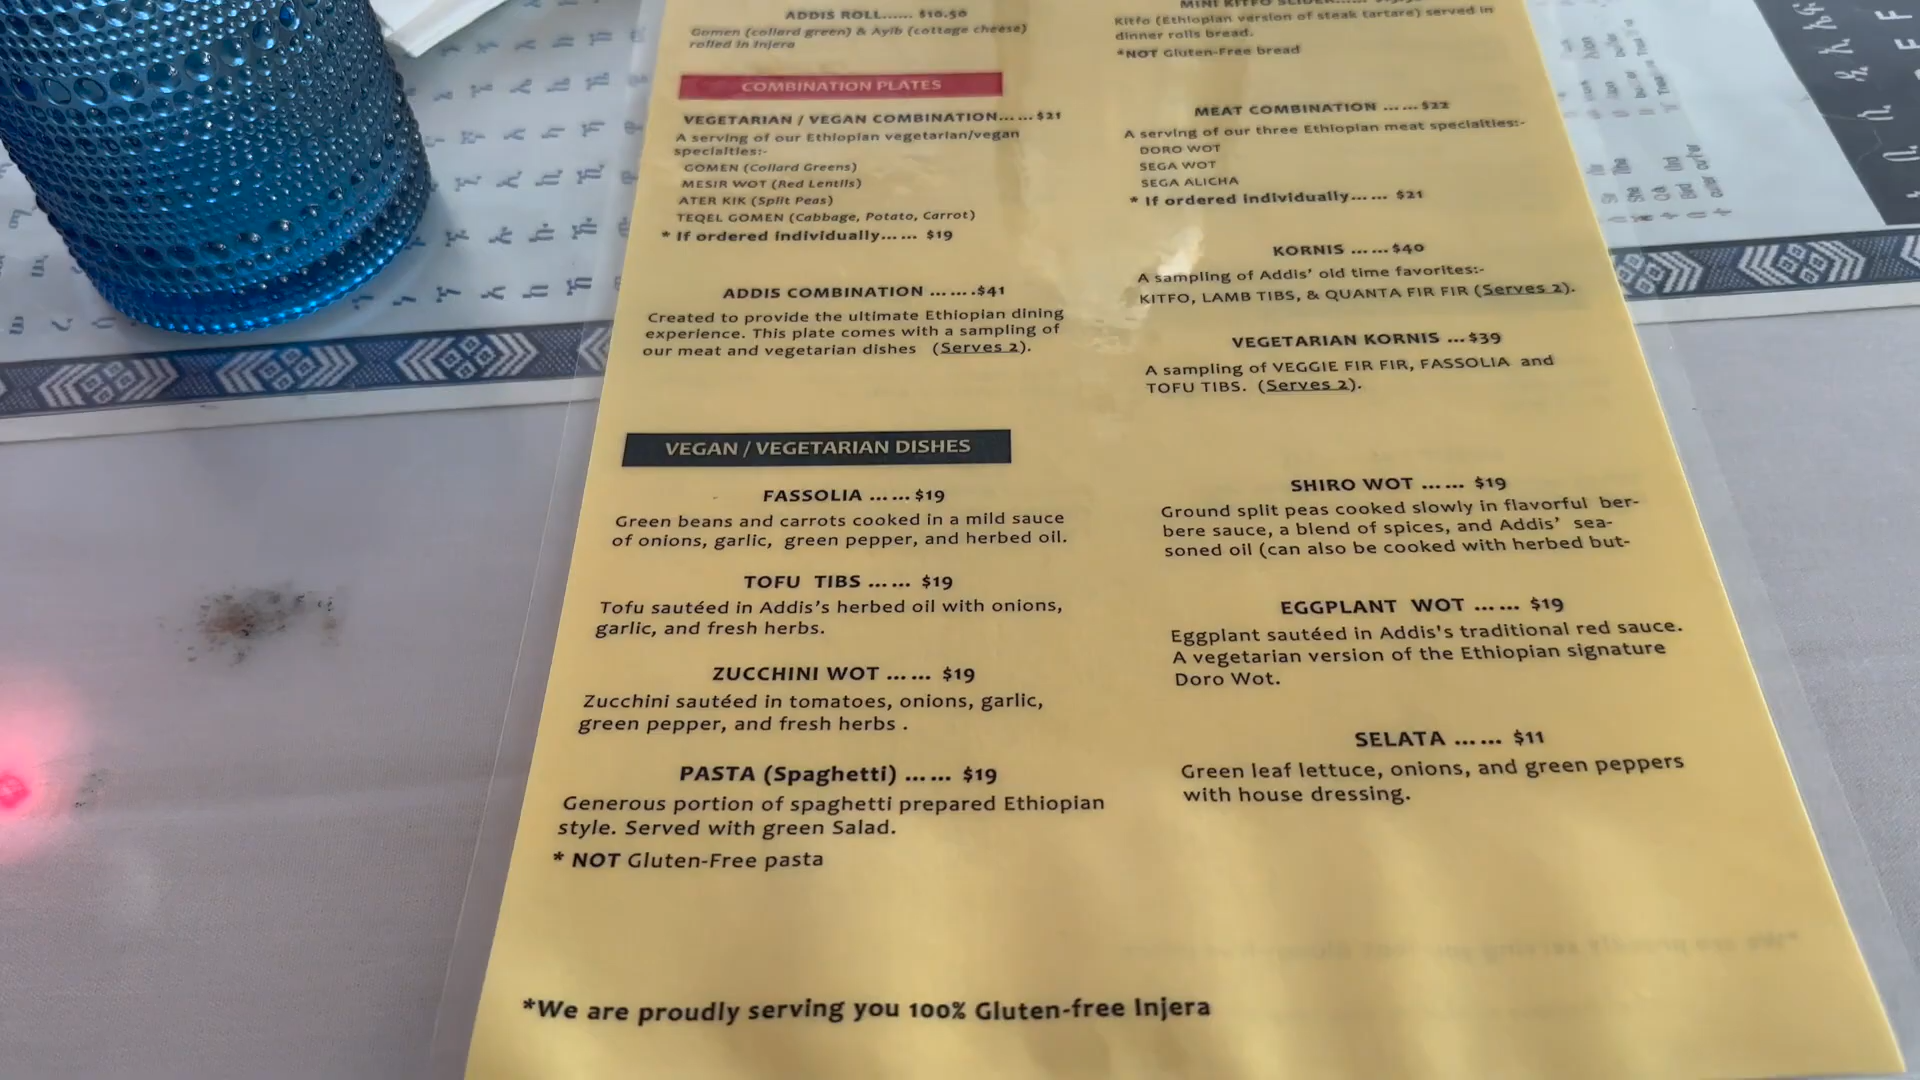 ADDIS ROLL...... $10.50
Gomen (collard green) & Ayib (cottage cheese)
rolled in Injera
MINI KITFO SLIDER
Kitfo (Ethiopian version of steak tartare) served in
dinner rolls bread.
*NOT Gluten-Free bread
COMBINATION PLATES
VEGETARIAN / VEGAN COMBINATION...... $21
A serving of our Ethiopian vegetarian/vegan
specialties:-
GOMEN (Collard Greens)
MESIR WOT (Red Lentils)
ATER KIK (Split Peas)
TEQEL GOMEN (Cabbage, Potato, Carrot)
* If ordered individually...... $19
ADDIS COMBINATION .......$41
Created to provide the ultimate Ethiopian dining
experience. This plate comes with a sampling of
our meat and vegetarian dishes (Serves 2).
MEAT COMBINATION ...... $22
A serving of our three Ethiopian meat specialties:-
DORO WOT
SEGA WOT
SEGA ALICHA
* If ordered individually...... $21
KORNIS ...... $40
A sampling of Addis' old time favorites:-
KITFO, LAMB TIBS, & QUANTA FIR FIR (Serves 2).
VEGETARIAN KORNIS ... $39
A sampling of VEGGIE FIR FIR, FASSOLIA and
TOFU TIBS. (Serves 2).
VEGAN / VEGETARIAN DISHES
FASSOLIA ...... $19
Green beans and carrots cooked in a mild sauce
of onions, garlic, green pepper, and herbed oil.
TOFU TIBS ...... $19
Tofu sautéed in Addis's herbed oil with onions,
garlic, and fresh herbs.
ZUCCHINI WOT ...... $19
Zucchini sautéed in tomatoes, onions, garlic,
green pepper, and fresh herbs .
PASTA (Spaghetti) ...... $19
Generous portion of spaghetti prepared Ethiopian
style. Served with green Salad.
* NOT Gluten-Free pasta
SHIRO WOT ...... $19
Ground split peas cooked slowly in flavorful ber-
bere sauce, a blend of spices, and Addis' sea-
soned oil (can also be cooked with herbed but-
EGGPLANT WOT ...... $19
Eggplant sautéed in Addis's traditional red sauce.
A vegetarian version of the Ethiopian signature
Doro Wot.
SELATA ...... $11
Green leaf lettuce, onions, and green peppers
with house dressing.
*We are proudly serving you 100% Gluten-free Injera